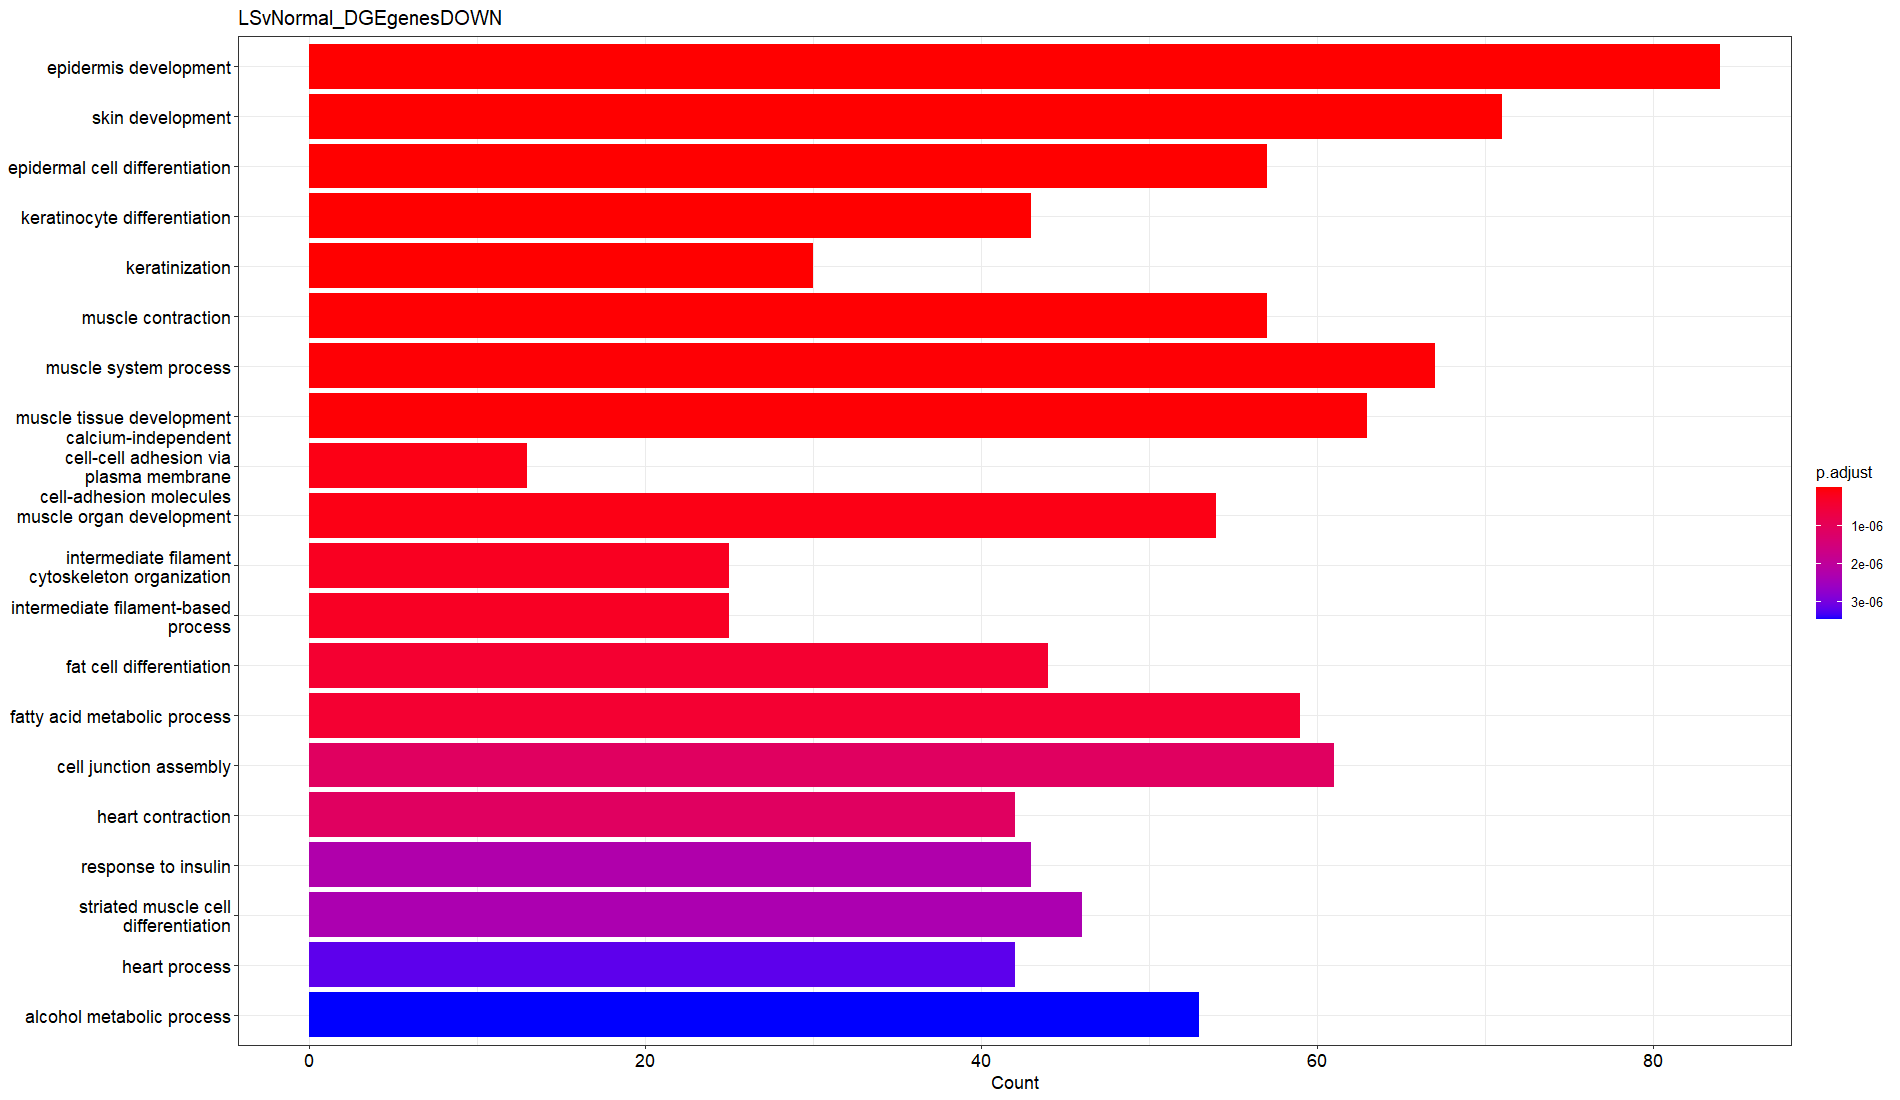 LSvNormal_DGEgenesDOWN
epidermis development
skin development
epidermal cell differentiation
keratinocyte differentiation
keratinization
muscle contraction
muscle system process
muscle tissue development
calcium-independent
cell-cell adhesion via
plasma membrane
cell-adhesion molecules
muscle organ development
intermediate filament
cytoskeleton organization
intermediate filament-based
process
fat cell differentiation
fatty acid metabolic process
cell junction assembly
heart contraction
response to insulin
striated muscle cell
differentiation
heart process
alcohol metabolic process
0 20 40 60 80
Count
p.adjust
1e-06
2e-06
3e-06